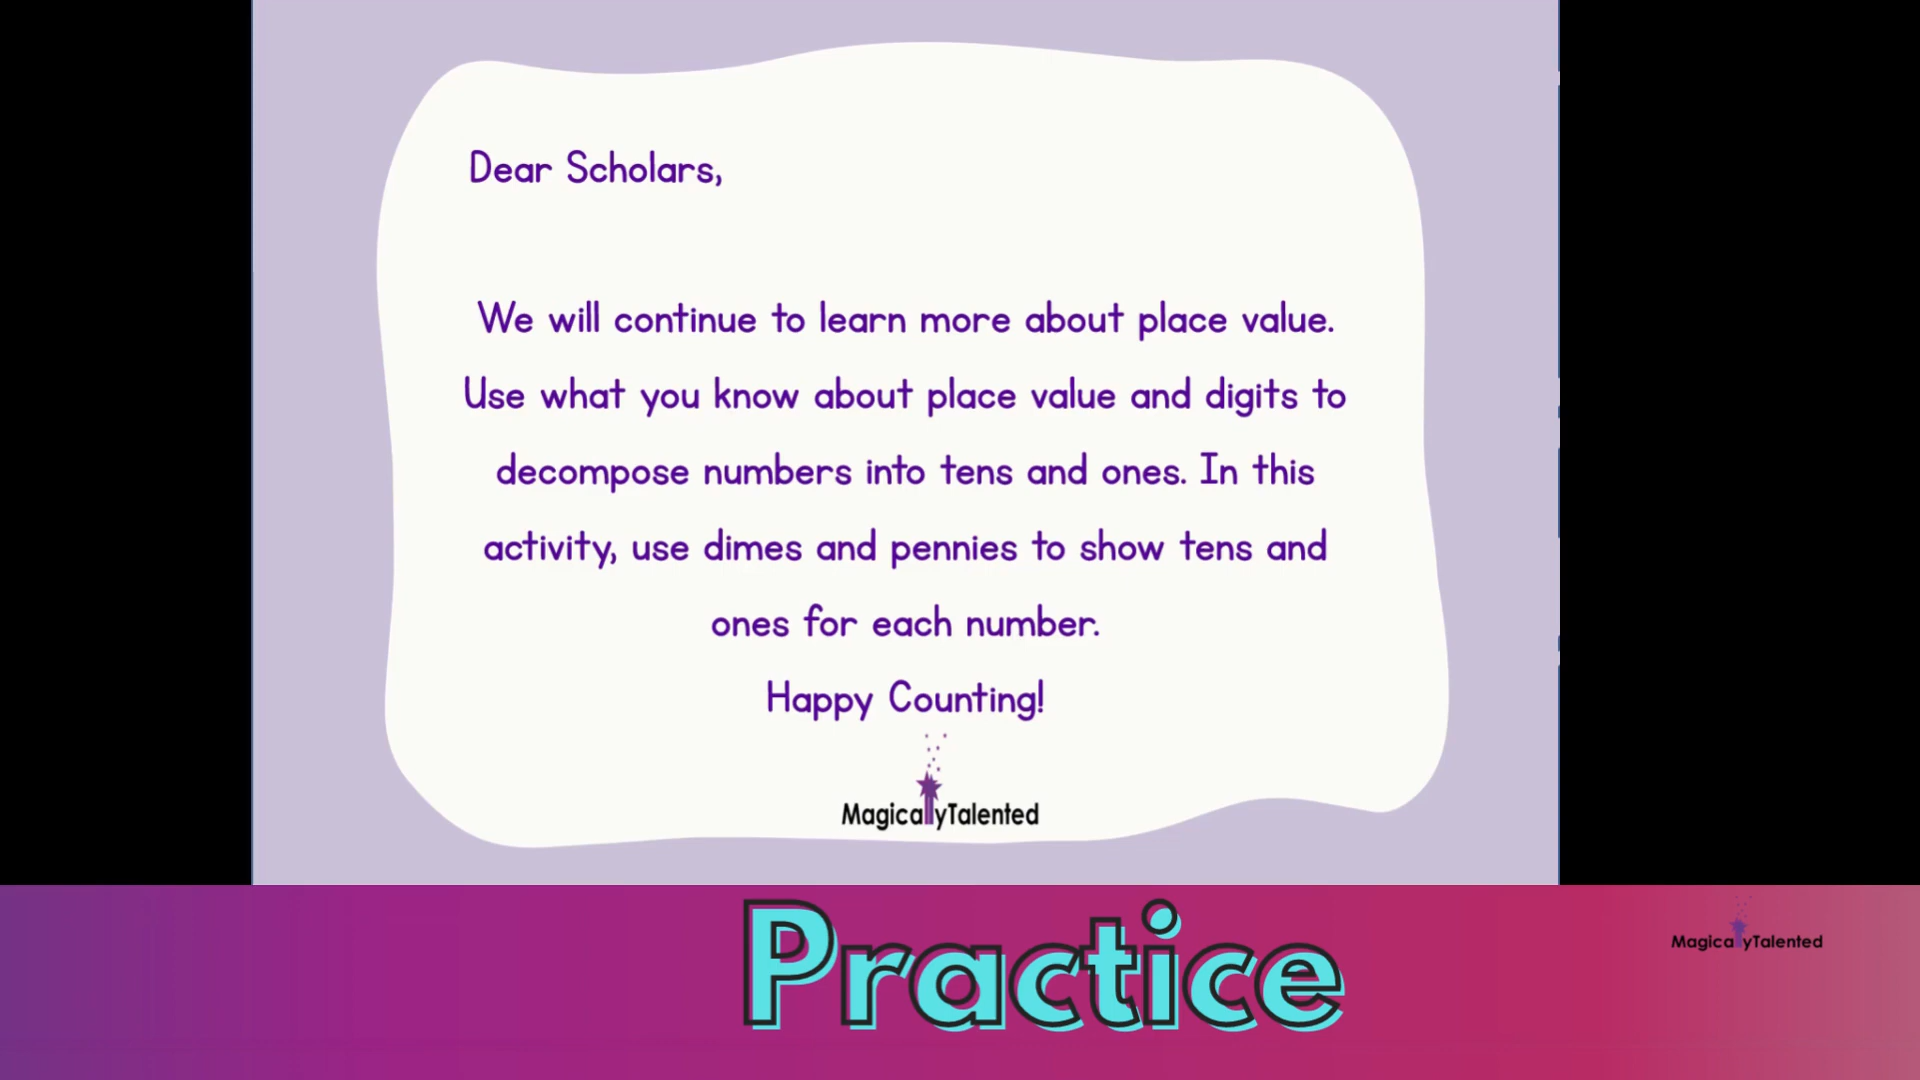 Dear Scholars,
We will continue to learn more about place value.
Use what you know about place value and digits to
decompose numbers into tens and ones. In this
activity, use dimes and pennies to show tens and
ones for each number.
Happy Counting!
MagicallyTalented
Practice
MagicallyTalented